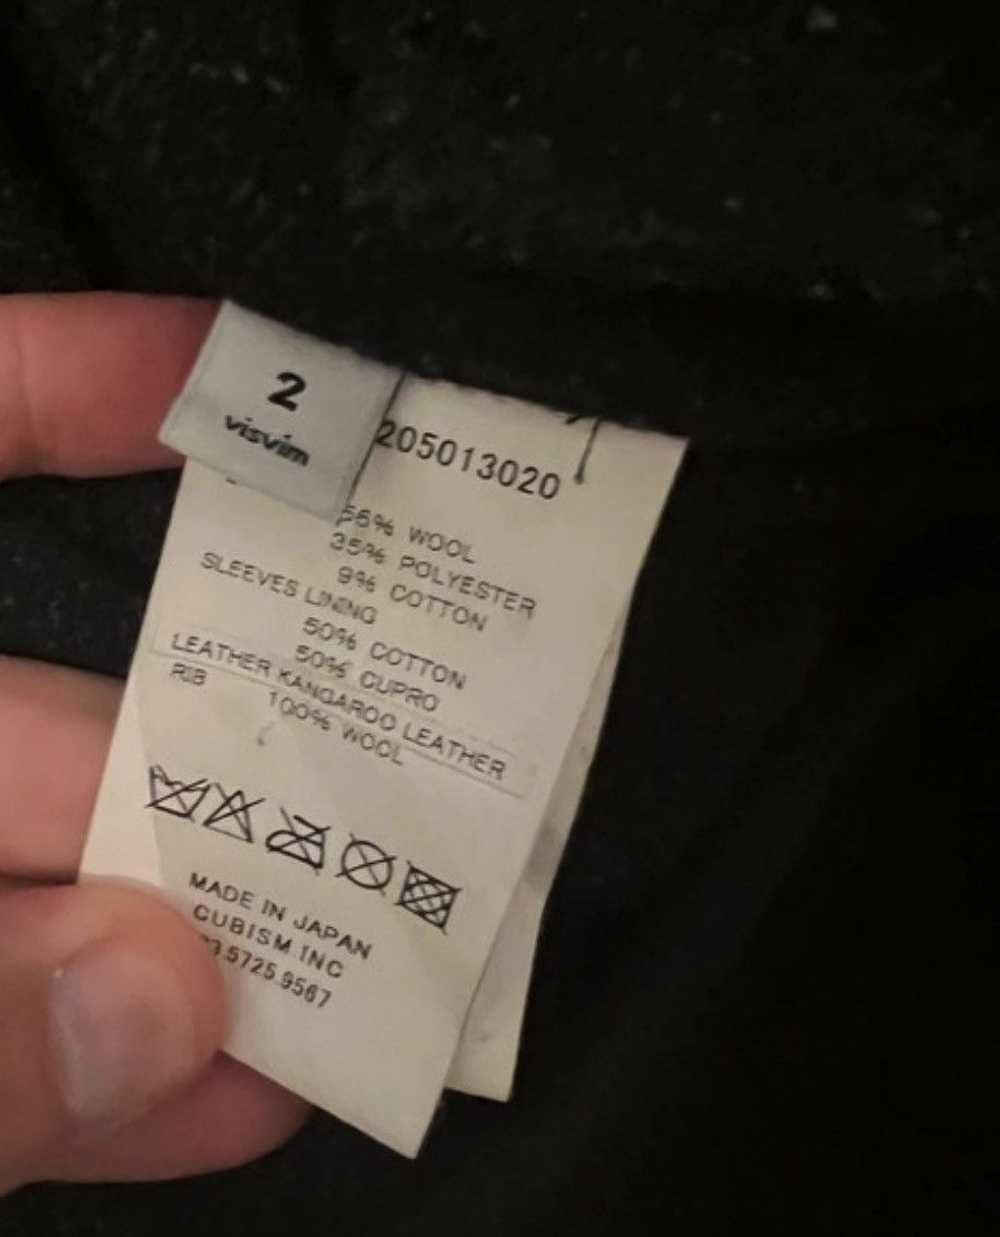 2
visvim
205013020
56% WOOL
35% POLYESTER
9% COTTON
SLEEVES LINING
50% COTTON
50% CUPRO
LEATHER KANGAROO LEATHER
RIB 100% WOOL
MADE IN JAPAN
CUBISM INC
3.5725.9567